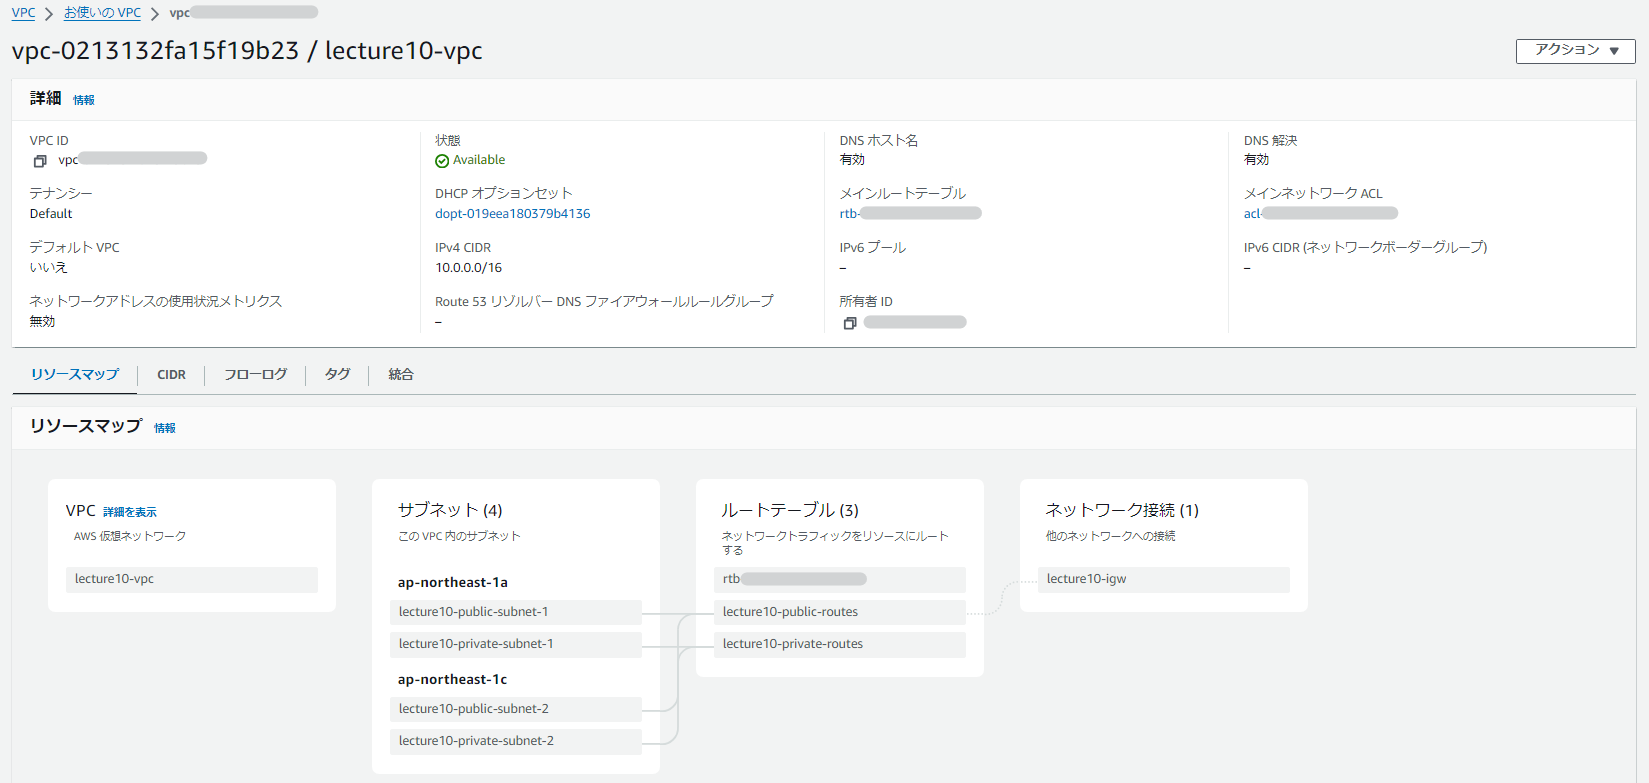 VPC > お使いの VPC > vpc
vpc-0213132fa15f19b23 / lecture10-vpc
アクション ▼
詳細 情報
VPC ID
vpc
状態
Available
DNS ホスト名
有効
DNS 解決
有効
テナンシー
Default
DHCP オプションセット
dopt-019eea180379b4136
メインルートテーブル
rtb-
メインネットワーク ACL
acl-
デフォルト VPC
いいえ
IPv4 CIDR
10.0.0.0/16
IPv6 プール
–
IPv6 CIDR (ネットワークボーダーグループ)
–
ネットワークアドレスの使用状況メトリクス
無効
Route 53 リゾルバー DNS ファイアウォールルールグループ
–
所有者 ID
リソースマップ CIDR フローログ タグ 統合
リソースマップ 情報
VPC 詳細を表示
AWS 仮想ネットワーク
lecture10-vpc
サブネット (4)
この VPC 内のサブネット
ap-northeast-1a
lecture10-public-subnet-1
lecture10-private-subnet-1
ap-northeast-1c
lecture10-public-subnet-2
lecture10-private-subnet-2
ルートテーブル (3)
ネットワークトラフィックをリソースにルート
する
rtb
lecture10-public-routes
lecture10-private-routes
ネットワーク接続 (1)
他のネットワークへの接続
lecture10-igw